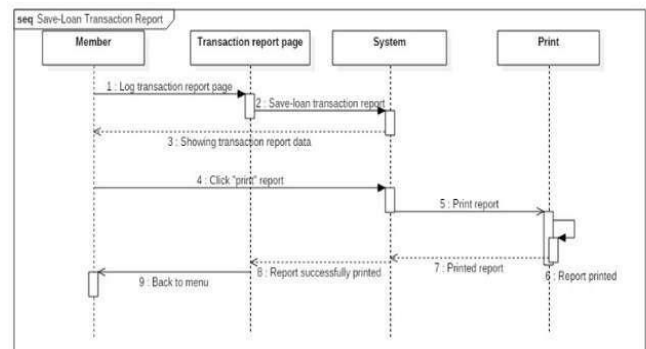 seq Save-Loan Transaction Report
Member
Transaction report page
System
Print
1 : Log transaction report page
2 : Save-loan transaction report
3 : Showing transaction report data
4 : Click "print" report
5 : Print report
6 : Report printed
7 : Printed report
8 : Report successfully printed
9 : Back to menu